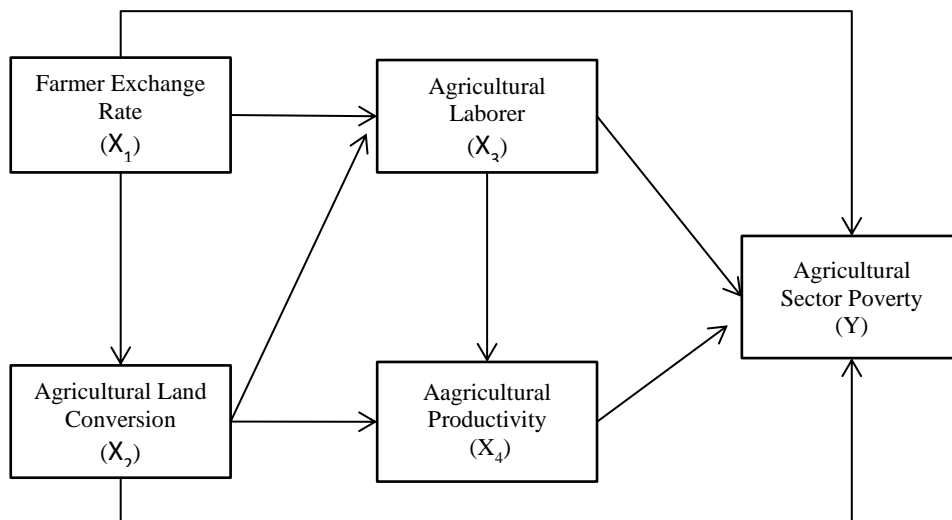 Farmer Exchange
Rate
(X₁)
Agricultural
Laborer
(X₃)
Agricultural
Sector Poverty
(Y)
Agricultural Land
Conversion
(X₂)
Aagricultural
Productivity
(X₄)